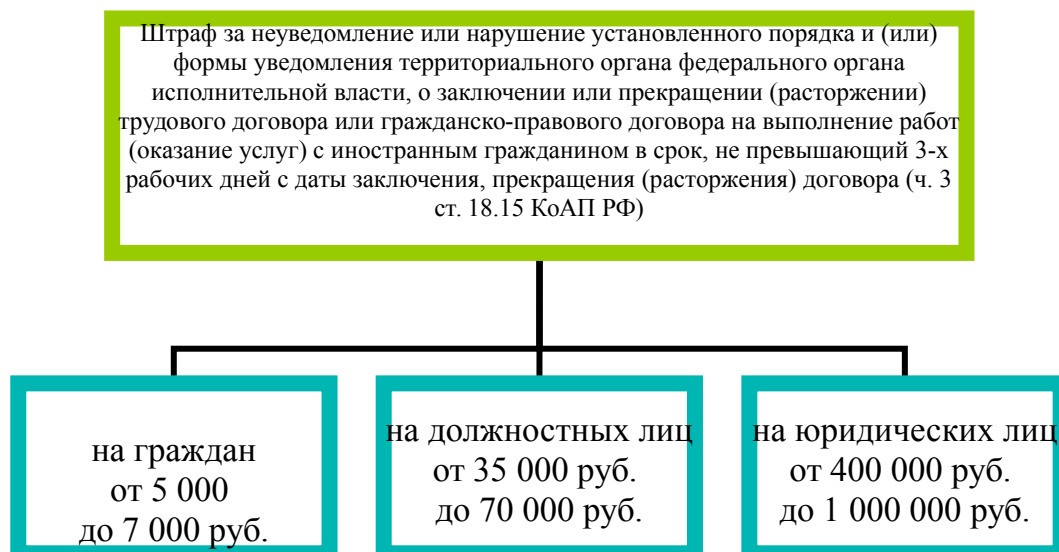 Штраф за неуведомление или нарушение установленного порядка и (или)
формы уведомления территориального органа федерального органа
исполнительной власти, о заключении или прекращении (расторжении)
трудового договора или гражданско-правового договора на выполнение работ
(оказание услуг) с иностранным гражданином в срок, не превышающий 3-х
рабочих дней с даты заключения, прекращения (расторжения) договора (ч. 3
ст. 18.15 КоАП РФ)
на граждан
от 5 000
до 7 000 руб.
на должностных лиц
от 35 000 руб.
до 70 000 руб.
на юридических лиц
от 400 000 руб.
до 1 000 000 руб.